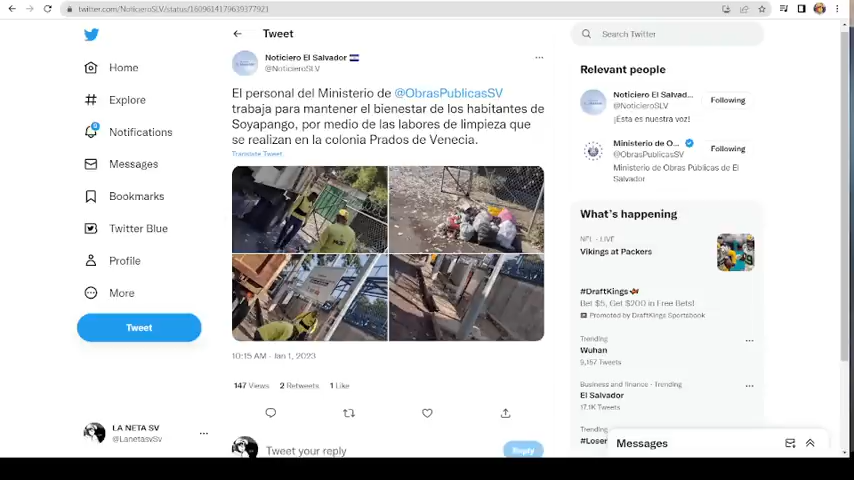 twitter.com/NoticieroSLV/status/1609614179639377921
Tweet
Search Twitter
Home
Explore
Notifications
Messages
Bookmarks
Twitter Blue
Profile
More
Tweet
LA NETA SV
@LanetasvSv
Noticiero El Salvador
@NoticieroSLV
El personal del Ministerio de @ObrasPublicasSV
trabaja para mantener el bienestar de los habitantes de
Soyapango, por medio de las labores de limpieza que
se realizan en la colonia Prados de Venecia.
Translate Tweet
10:15 AM · Jan 1, 2023
147 Views 2 Retweets 1 Like
Tweet your reply
Reply
Relevant people
Noticiero El Salvad...
@NoticieroSLV
Following
¡Esta es nuestra voz!
Ministerio de O...
@ObrasPublicasSV
Following
Ministerio de Obras Públicas de El
Salvador
What's happening
NFL · LIVE
Vikings at Packers
#DraftKings
Bet $5, Get $200 in Free Bets!
Promoted by DraftKings Sportsbook
Trending
Wuhan
9,157 Tweets
Business and finance · Trending
El Salvador
17.1K Tweets
Trending
#Loser
Messages